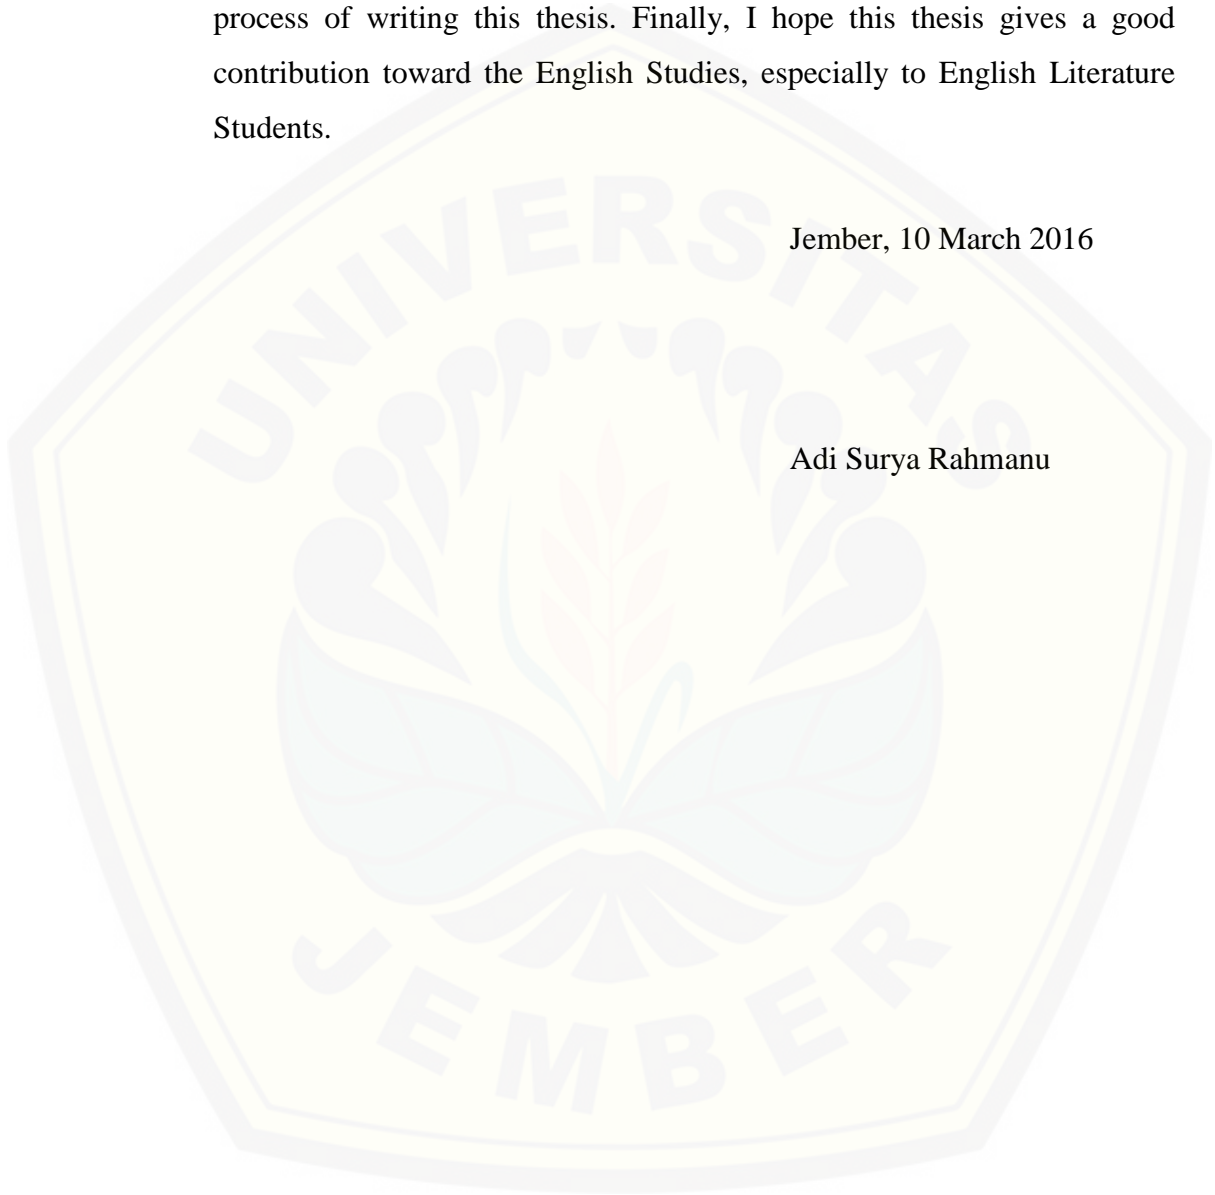 process of writing this thesis. Finally, I hope this thesis gives a good
contribution toward the English Studies, especially to English Literature
Students.
Jember, 10 March 2016
Adi Surya Rahmanu
UNIVERSITAS
JEMBER